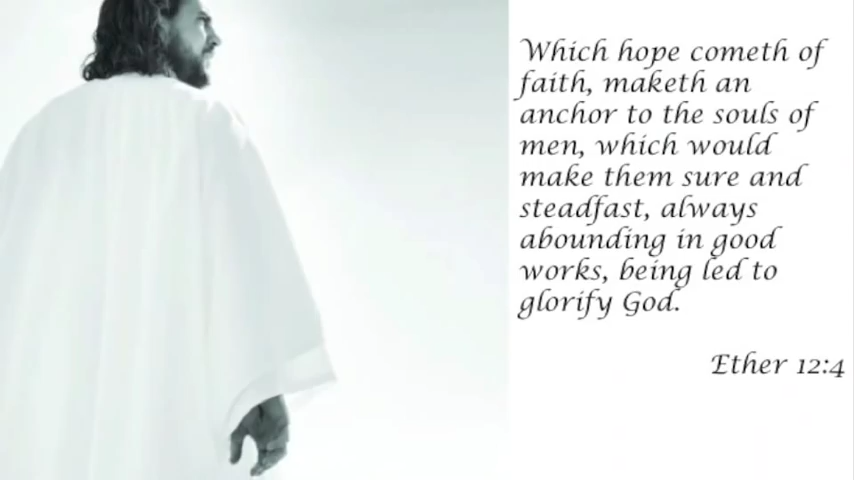 Which hope cometh of
faith, maketh an
anchor to the souls of
men, which would
make them sure and
steadfast, always
abounding in good
works, being led to
glorify God.
Ether 12:4